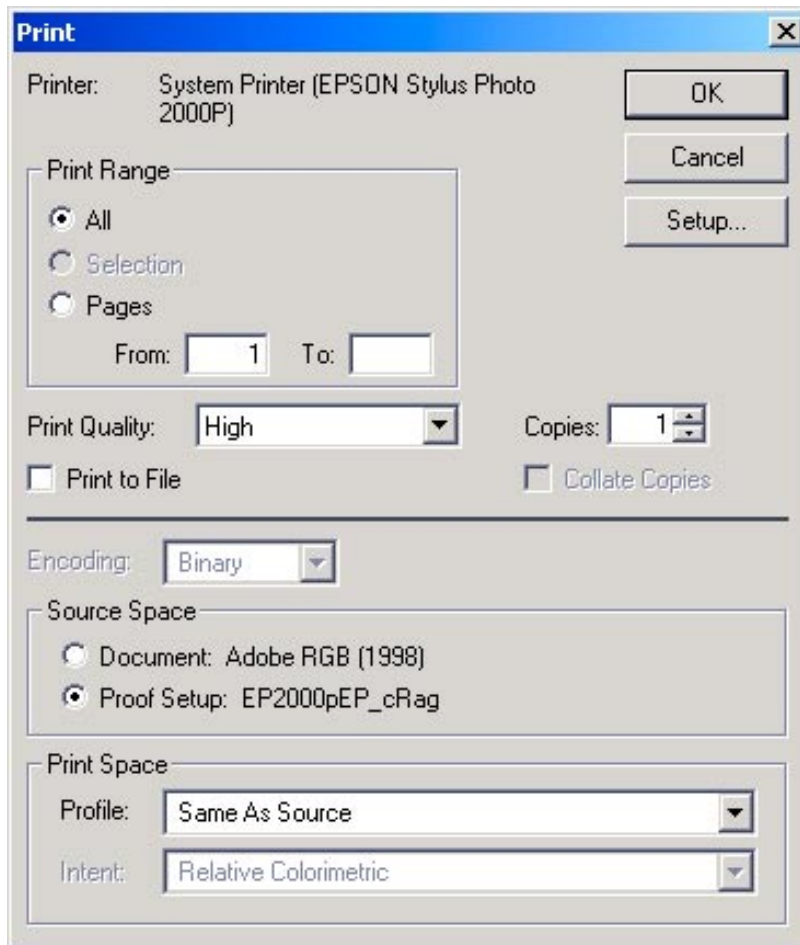 Print
Printer: System Printer (EPSON Stylus Photo
2000P)
OK
Cancel
Setup...
Print Range
All
Selection
Pages
From: 1 To:
Print Quality: High
Copies: 1
Print to File
Collate Copies
Encoding: Binary
Source Space
Document: Adobe RGB (1998)
Proof Setup: EP2000pEP_cRag
Print Space
Profile: Same As Source
Intent: Relative Colorimetric